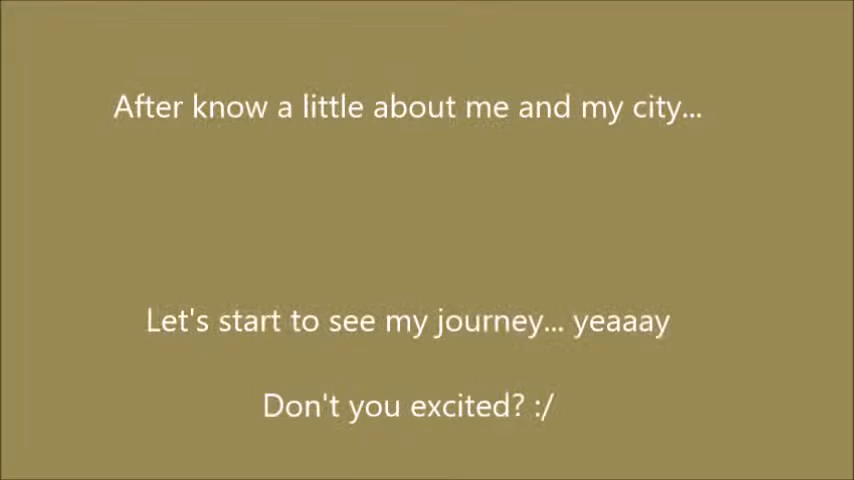 After know a little about me and my city...
Let's start to see my journey... yeaaay
Don't you excited? :/